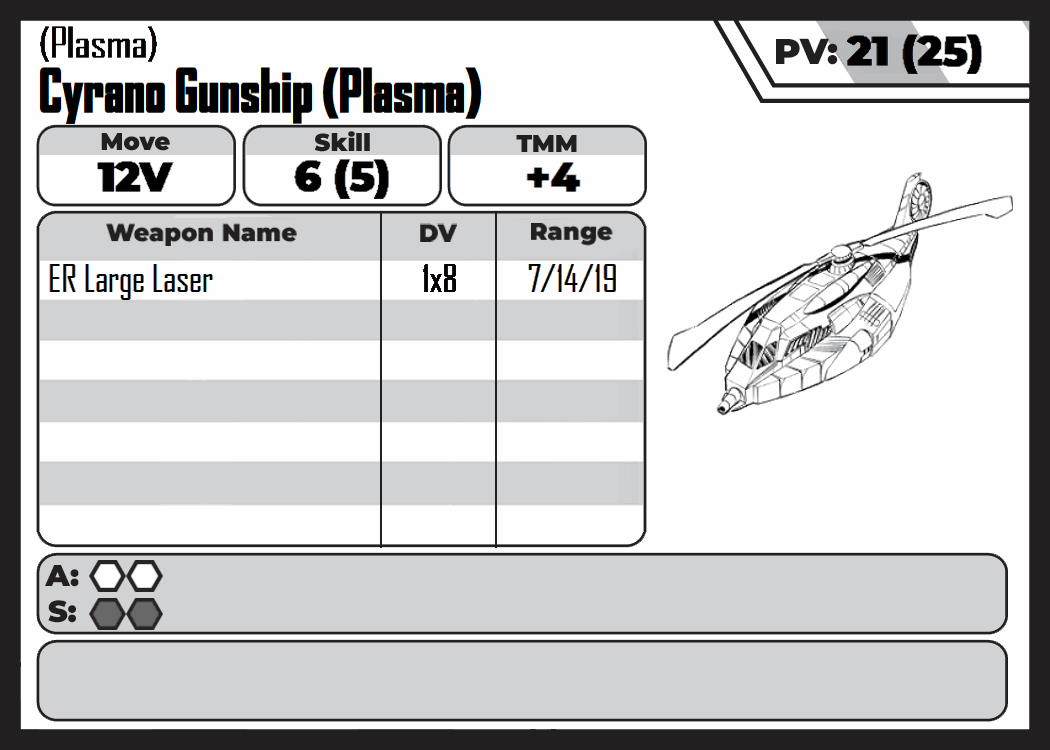 (Plasma)
Cyrano Gunship (Plasma)
PV: 21 (25)
Move Skill TMM
12V 6 (5) +4
Weapon Name DV Range
ER Large Laser 1x8 7/14/19
A:
S: